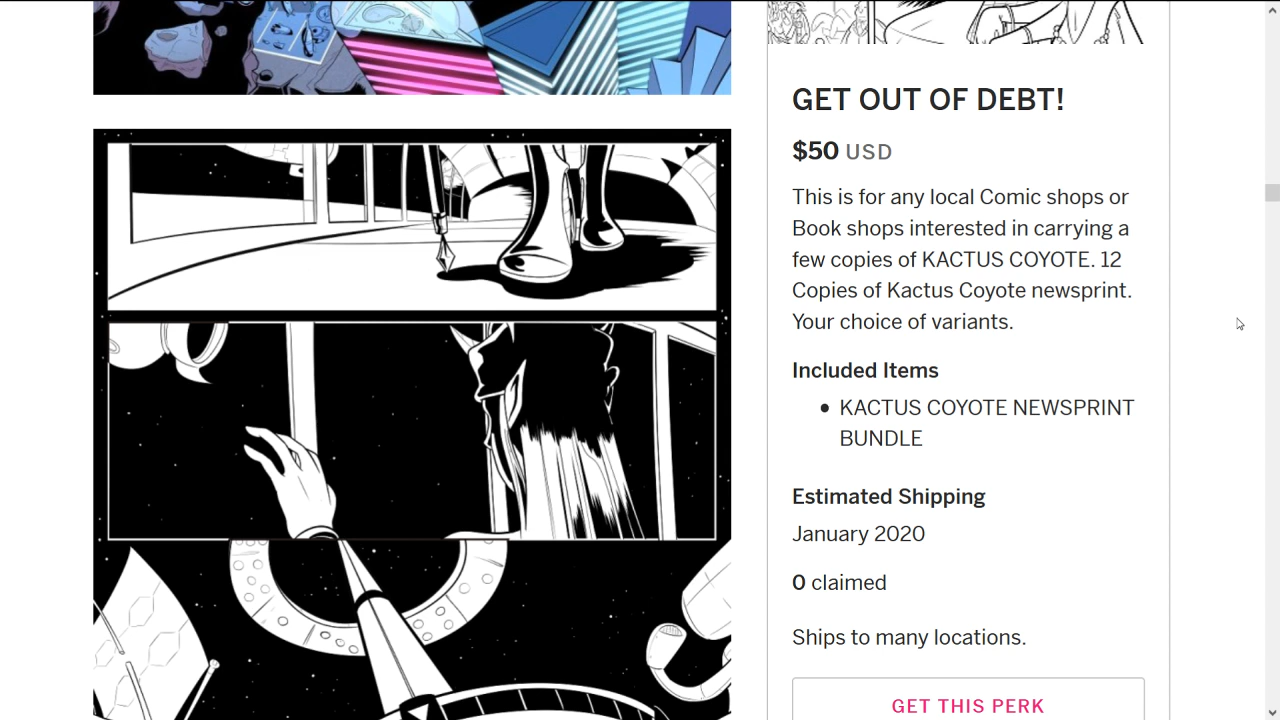 GET OUT OF DEBT!
$50 USD
This is for any local Comic shops or
Book shops interested in carrying a
few copies of KACTUS COYOTE. 12
Copies of Kactus Coyote newsprint.
Your choice of variants.
Included Items
• KACTUS COYOTE NEWSPRINT
BUNDLE
Estimated Shipping
January 2020
0 claimed
Ships to many locations.
GET THIS PERK